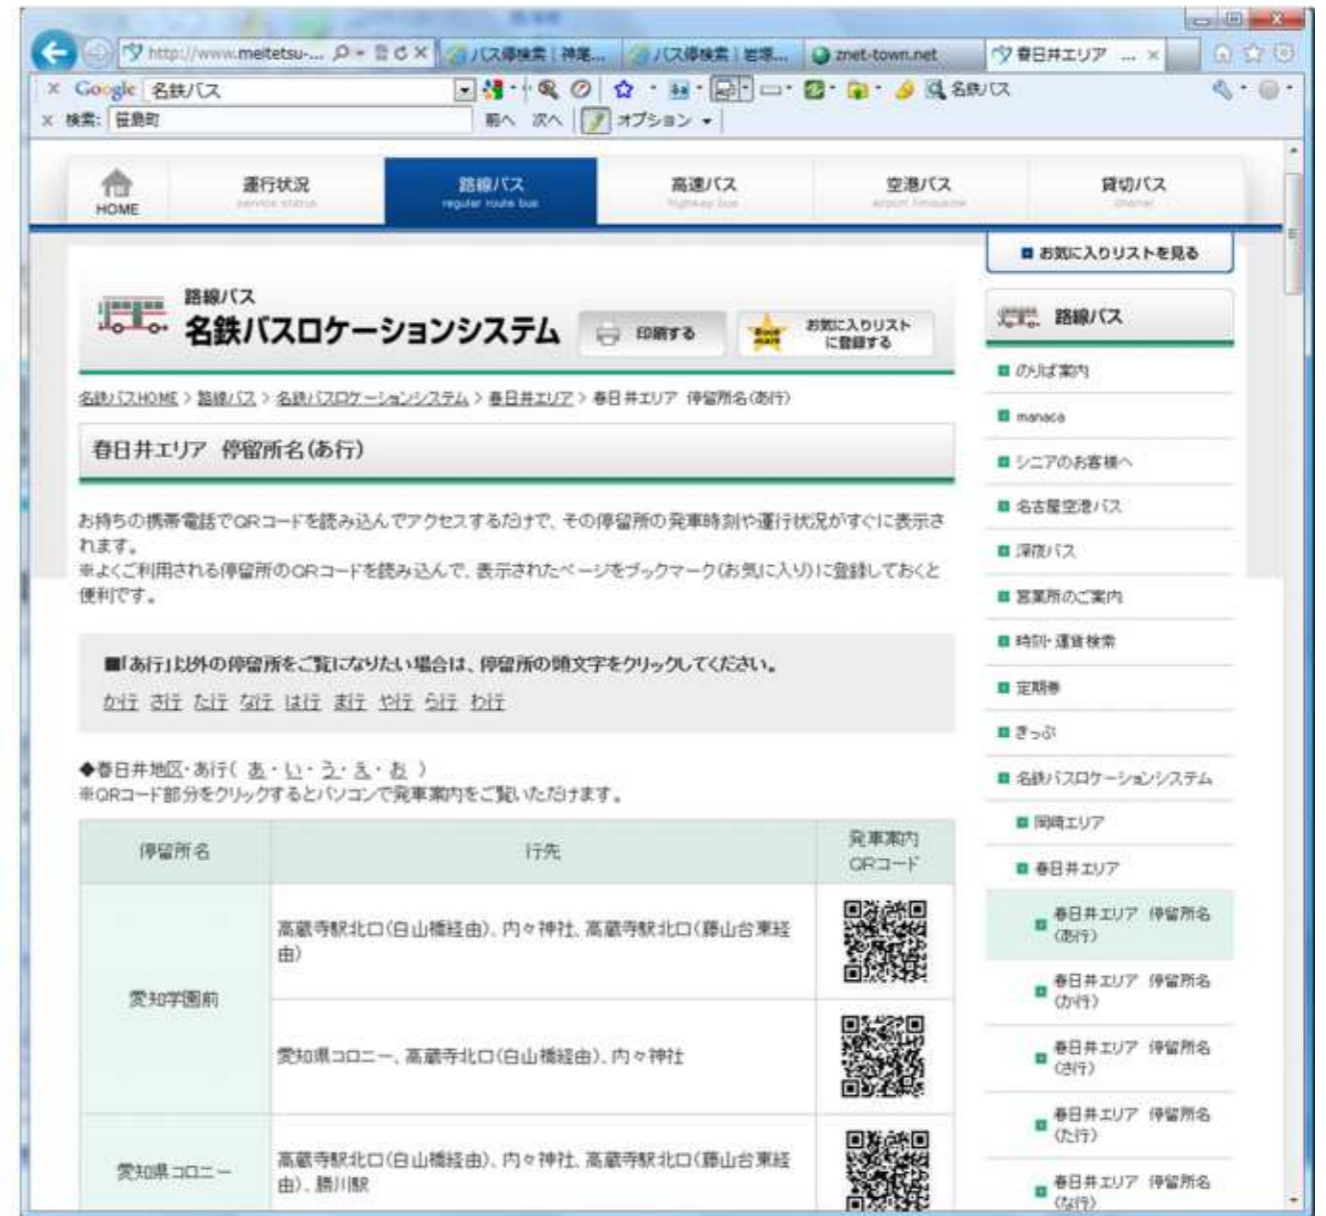 http://www.meitetsu-...
バス停検索 | 神尾...
バス停検索 | 岩塚...
znet-town.net
春日井エリア ...
× Google 名鉄バス
名鉄バス
× 検索: 笹島町
前へ 次へ
オプション
HOME
運行状況
service status
路線バス
regular route bus
高速バス
highway bus
空港バス
airport limousine
貸切バス
charter
お気に入りリストを見る
路線バス
名鉄バスロケーションシステム
印刷する
お気に入りリスト
に登録する
名鉄バスHOME > 路線バス > 名鉄バスロケーションシステム > 春日井エリア > 春日井エリア 停留所名(あ行)
春日井エリア 停留所名(あ行)
お持ちの携帯電話でQRコードを読み込んでアクセスするだけで、その停留所の発車時刻や運行状況がすぐに表示さ
れます。
※よくご利用される停留所のQRコードを読み込んで、表示されたページをブックマーク(お気に入り)に登録しておくと
便利です。
■「あ行」以外の停留所をご覧になりたい場合は、停留所の頭文字をクリックしてください。
か行 さ行 た行 な行 は行 ま行 や行 ら行 わ行
◆春日井地区・あ行( あ・い・う・え・お )
※QRコード部分をクリックするとパソコンで発車案内をご覧いただけます。
停留所名
行先
発車案内
QRコード
愛知学園前
高蔵寺駅北口(白山橋経由)、内々神社、高蔵寺駅北口(藤山台東経
由)
愛知県コロニー、高蔵寺北口(白山橋経由)、内々神社
愛知県コロニー
高蔵寺駅北口(白山橋経由)、内々神社、高蔵寺駅北口(藤山台東経
由)、勝川駅
路線バス
のりば案内
manaca
シニアのお客様へ
名古屋空港バス
深夜バス
営業所のご案内
時刻・運賃検索
定期券
きっぷ
名鉄バスロケーションシステム
岡崎エリア
春日井エリア
春日井エリア 停留所名
(あ行)
春日井エリア 停留所名
(か行)
春日井エリア 停留所名
(さ行)
春日井エリア 停留所名
(た行)
春日井エリア 停留所名
(な行)